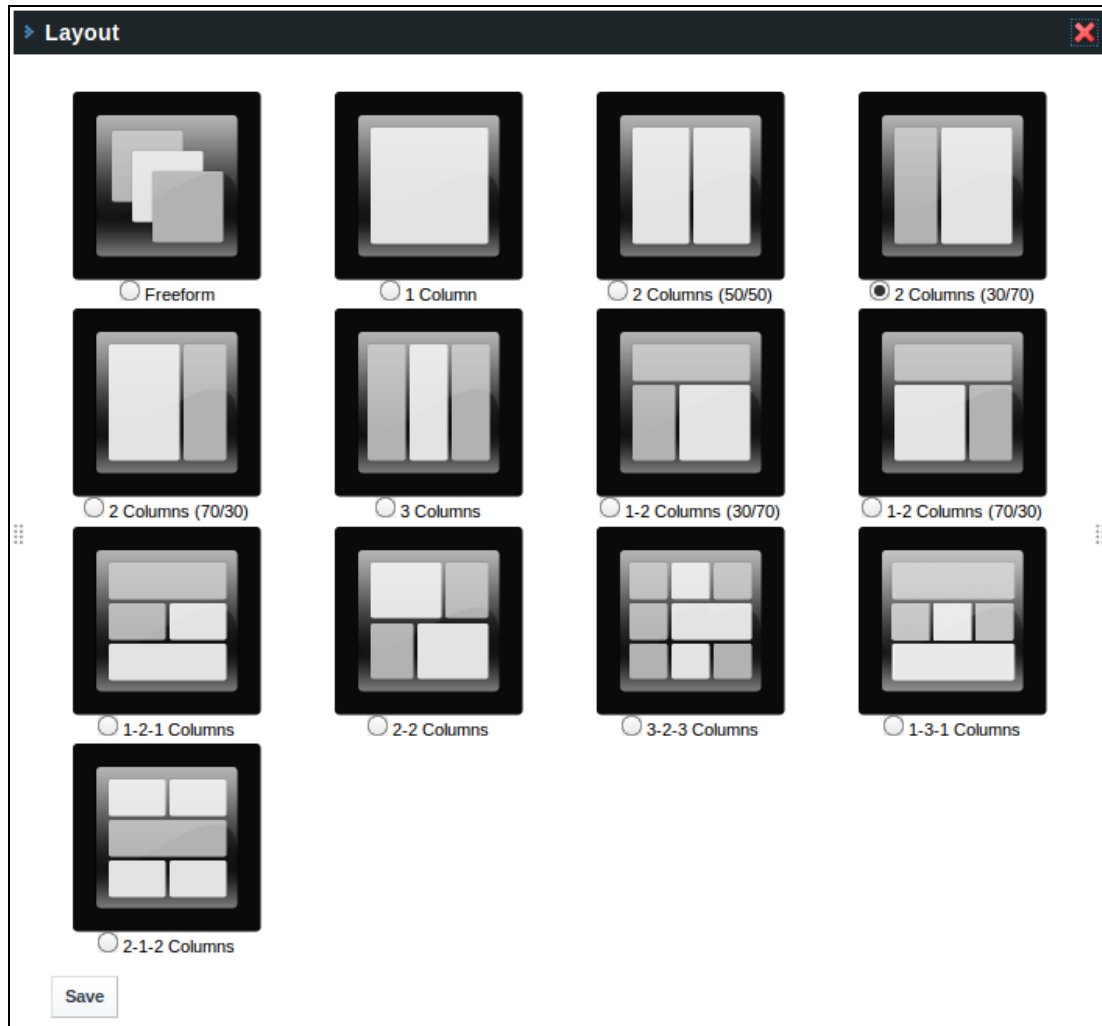 Layout
Freeform
1 Column
2 Columns (50/50)
2 Columns (30/70)
2 Columns (70/30)
3 Columns
1-2 Columns (30/70)
1-2 Columns (70/30)
1-2-1 Columns
2-2 Columns
3-2-3 Columns
1-3-1 Columns
2-1-2 Columns
Save